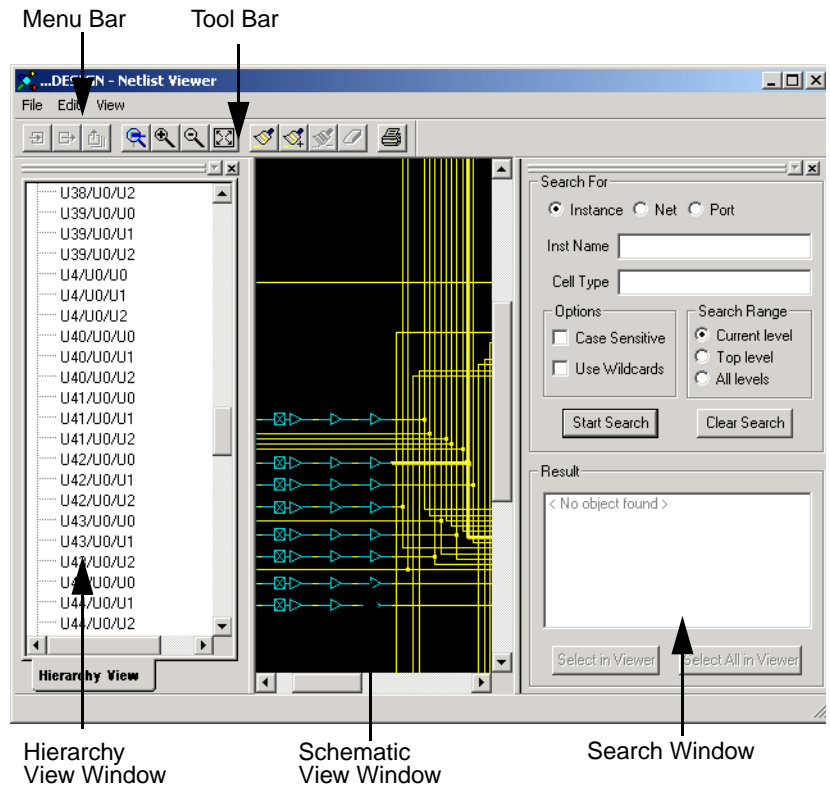 Menu Bar
Tool Bar
...DESIGN - Netlist Viewer
File Edit View
U38/U0/U2
U39/U0/U0
U39/U0/U1
U39/U0/U2
U4/U0/U0
U4/U0/U1
U4/U0/U2
U40/U0/U0
U40/U0/U1
U40/U0/U2
U41/U0/U0
U41/U0/U1
U41/U0/U2
U42/U0/U0
U42/U0/U1
U42/U0/U2
U43/U0/U0
U43/U0/U1
U43/U0/U2
U44/U0/U0
U44/U0/U1
U44/U0/U2
Hierarchy View
Search For
Instance Net Port
Inst Name
Cell Type
Options
Case Sensitive
Use Wildcards
Search Range
Current level
Top level
All levels
Start Search
Clear Search
Result
< No object found >
Select in Viewer
Select All in Viewer
Hierarchy
View Window
Schematic
View Window
Search Window